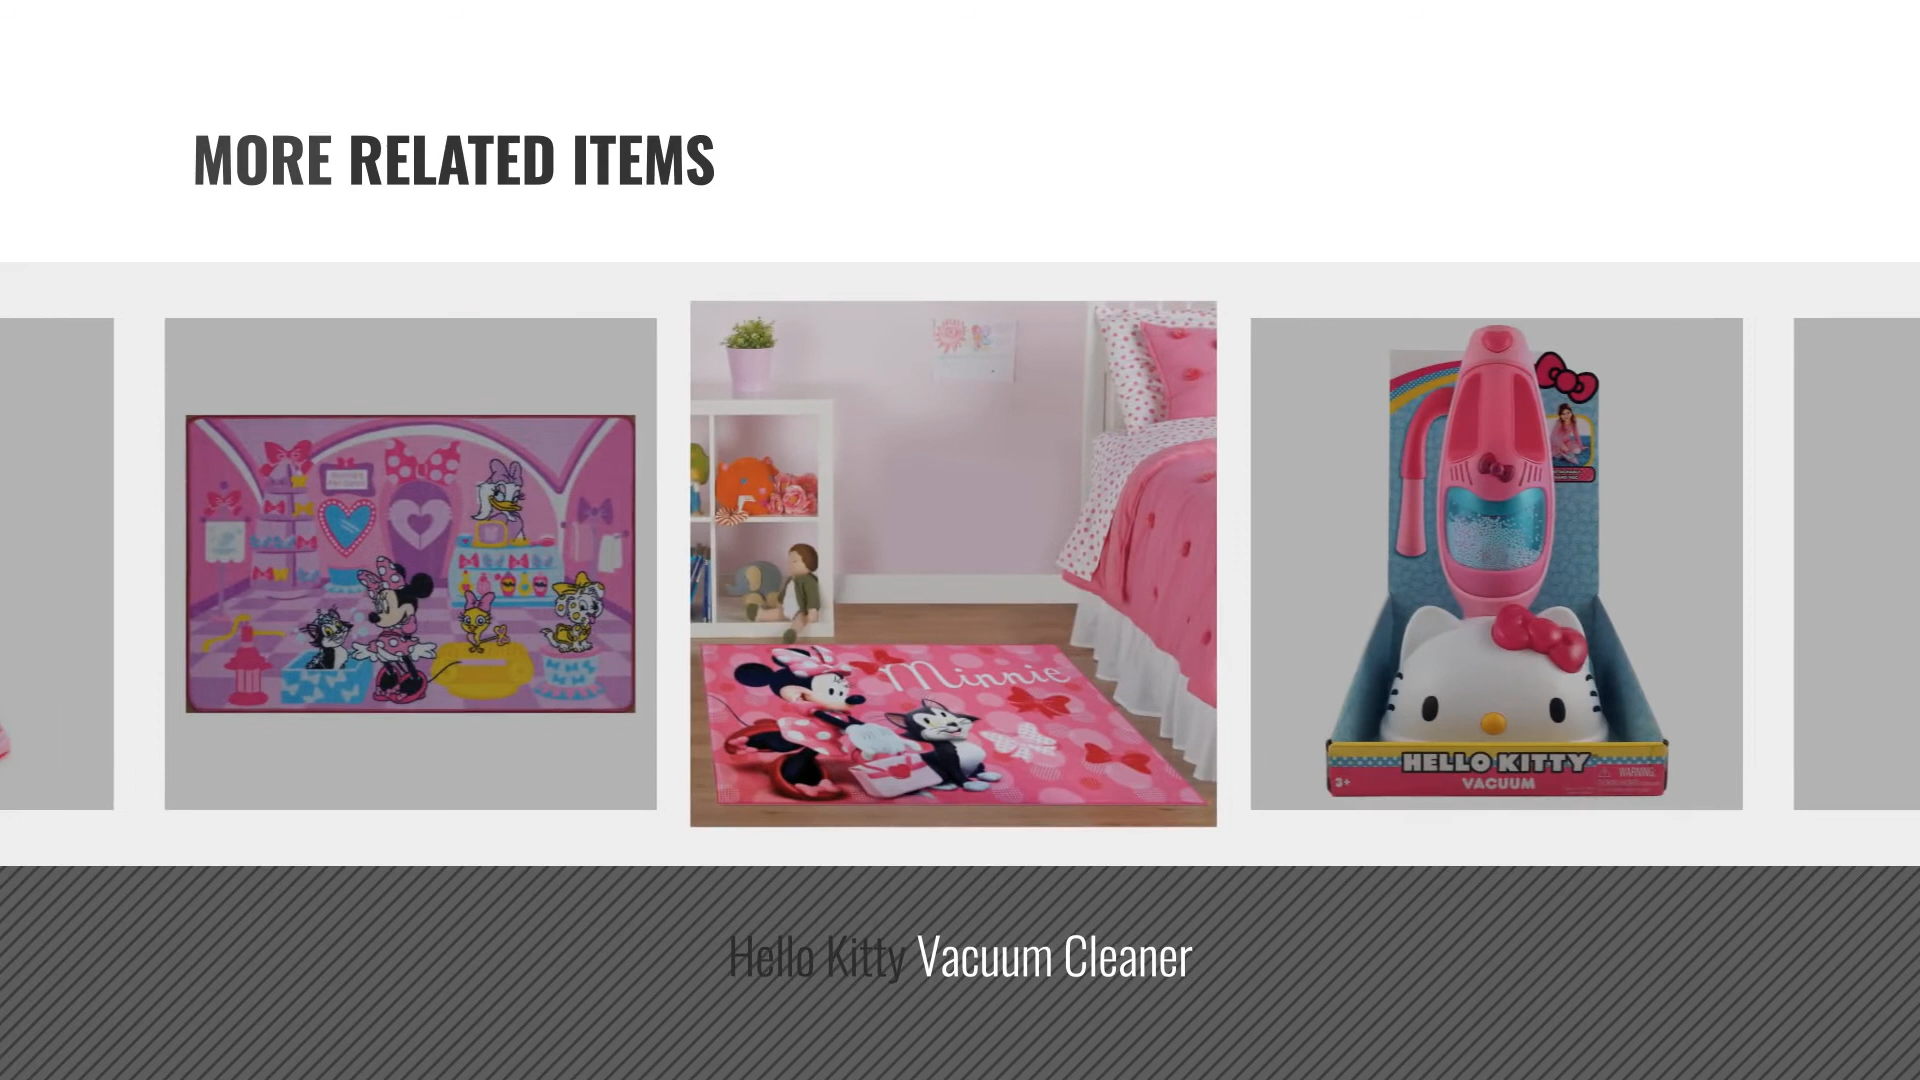 MORE RELATED ITEMS
Minnie
HELLO KITTY
VACUUM
3+
WARNING:
Hello Kitty Vacuum Cleaner